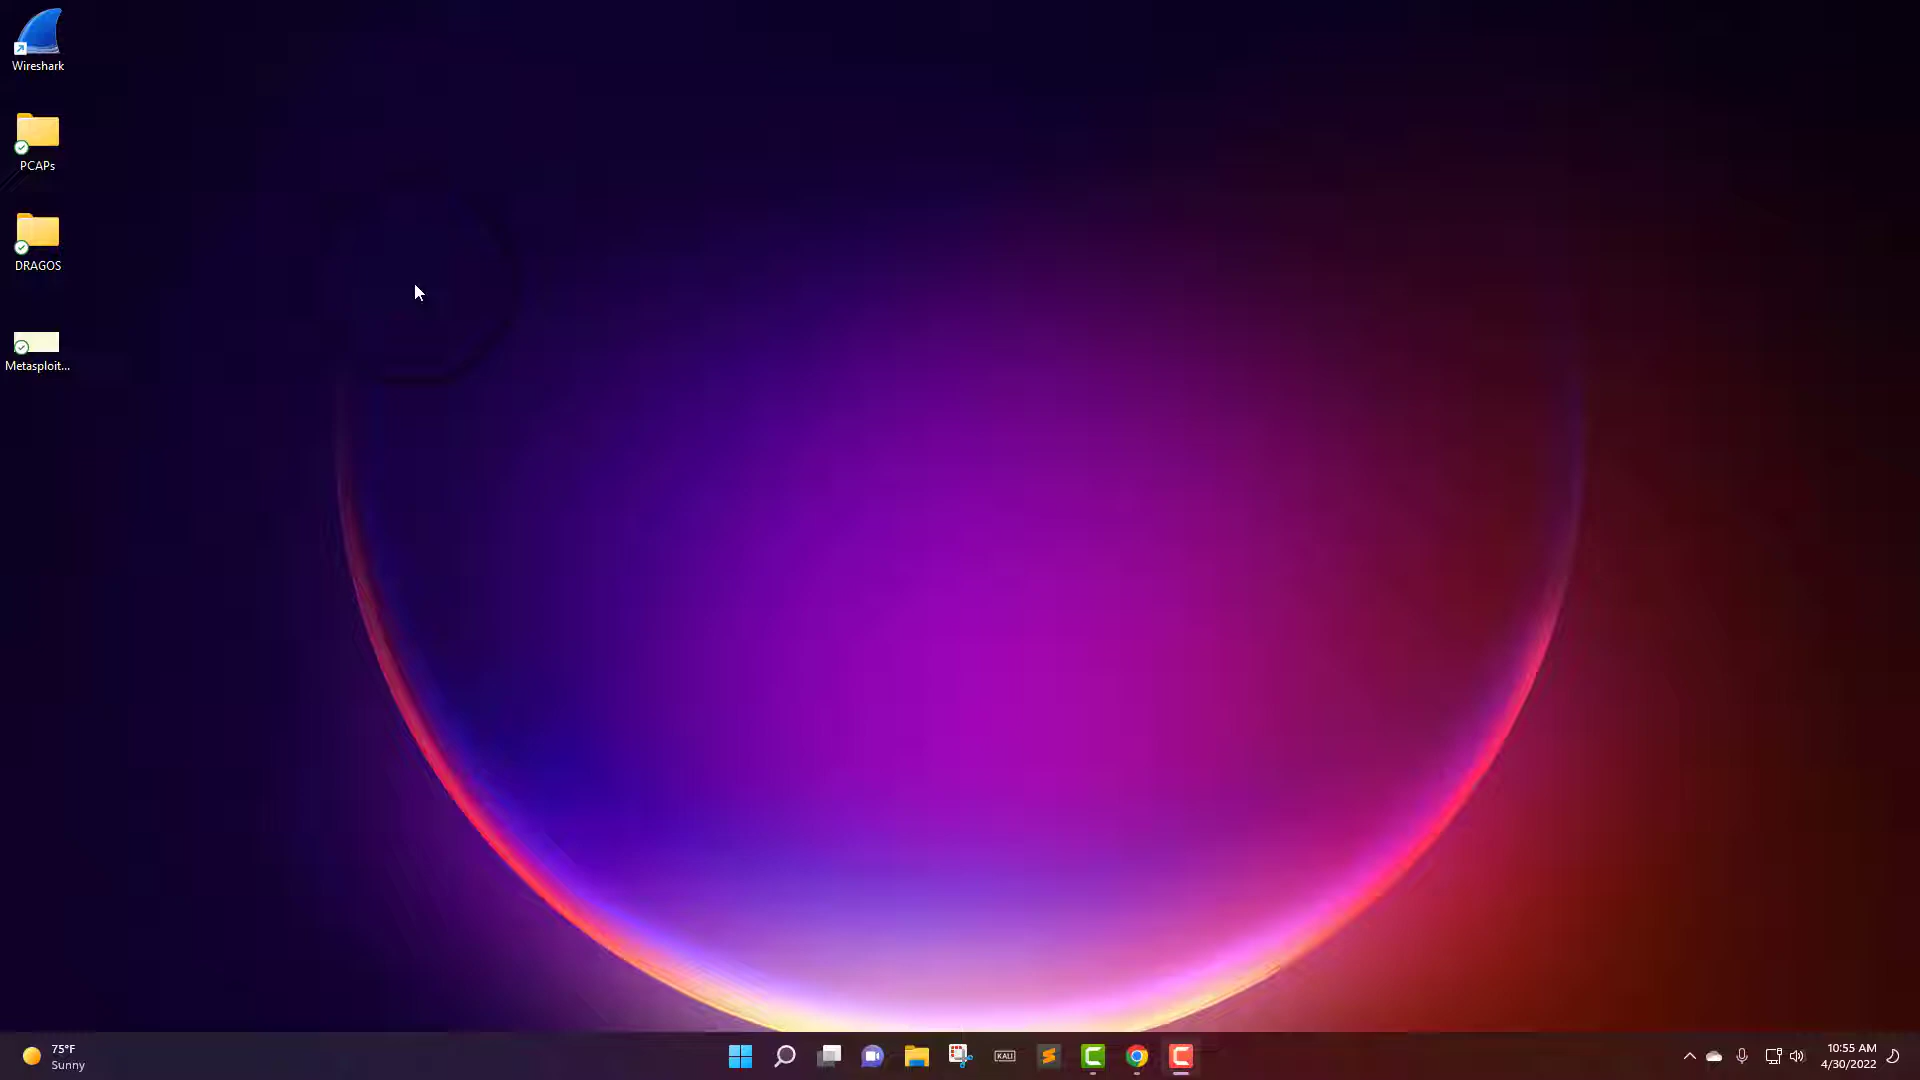 Wireshark
PCAPs
DRAGOS
Metasploit...
75°F
Sunny
KALI
10:55 AM
4/30/2022